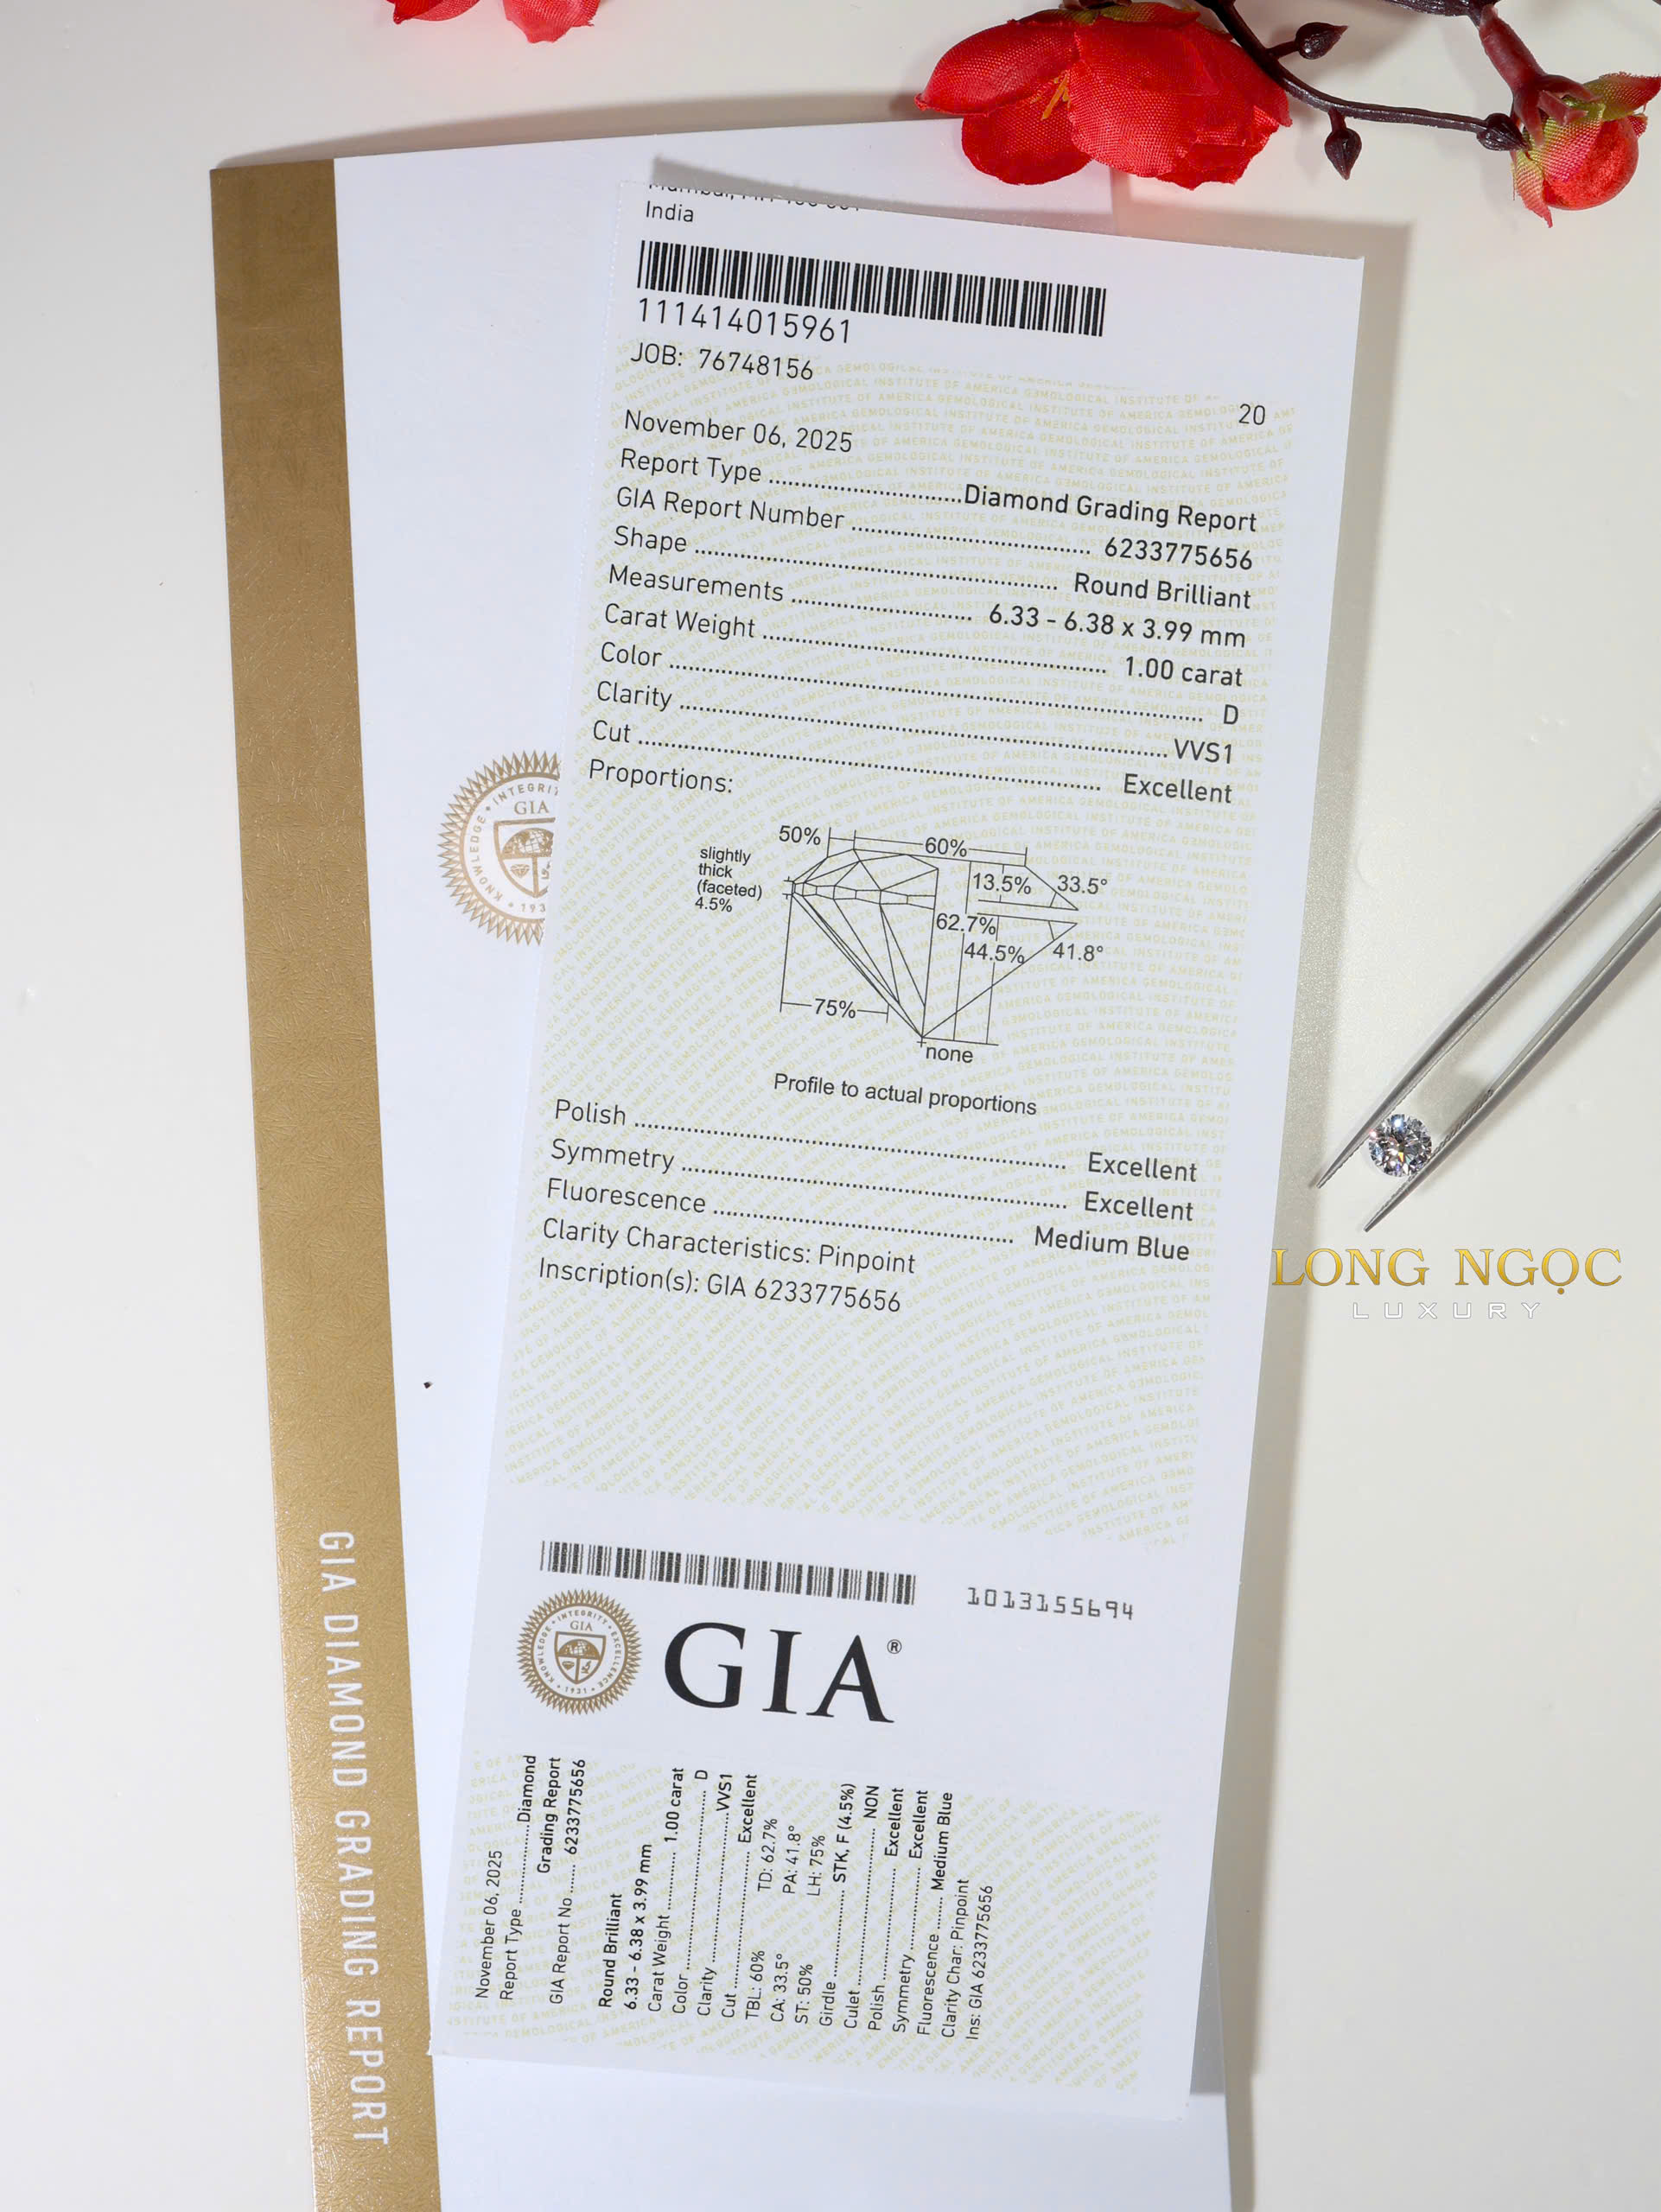 India
111414015961
JOB: 76748156
20
November 06, 2025
Report Type ........ Diamond Grading Report
GIA Report Number ........ 6233775656
Shape ........ Round Brilliant
Measurements ........ 6.33 - 6.38 x 3.99 mm
Carat Weight ........ 1.00 carat
Color ........ D
Clarity ........ VVS1
Cut ........ Excellent
Proportions:
50%
60%
slightly
thick
(faceted)
4.5%
13.5%
33.5°
62.7%
44.5%
41.8°
75%
none
Profile to actual proportions
Polish ........ Excellent
Symmetry ........ Excellent
Fluorescence ........ Medium Blue
Clarity Characteristics: Pinpoint
Inscription(s): GIA 6233775656
1013155694
GIA®
November 06, 2025
Report Type ........ Diamond
Grading Report
GIA Report No ........ 6233775656
Round Brilliant
6.33 - 6.38 x 3.99 mm
Carat Weight ........ 1.00 carat
Color ........ D
Clarity ........ VVS1
Cut ........ Excellent
TBL: 60% TD: 62.7%
CA: 33.5° PA: 41.8°
ST: 50% LH: 75%
Girdle ........ STK, F (4.5%)
Culet ........ NON
Polish ........ Excellent
Symmetry ........ Excellent
Fluorescence ........ Medium Blue
Clarity Char: Pinpoint
Ins: GIA 6233775656
GIA DIAMOND GRADING REPORT
KNOWLEDGE • INTEGRITY • EXCELLENCE
GIA
1931
LONG NGỌC
LUXURY